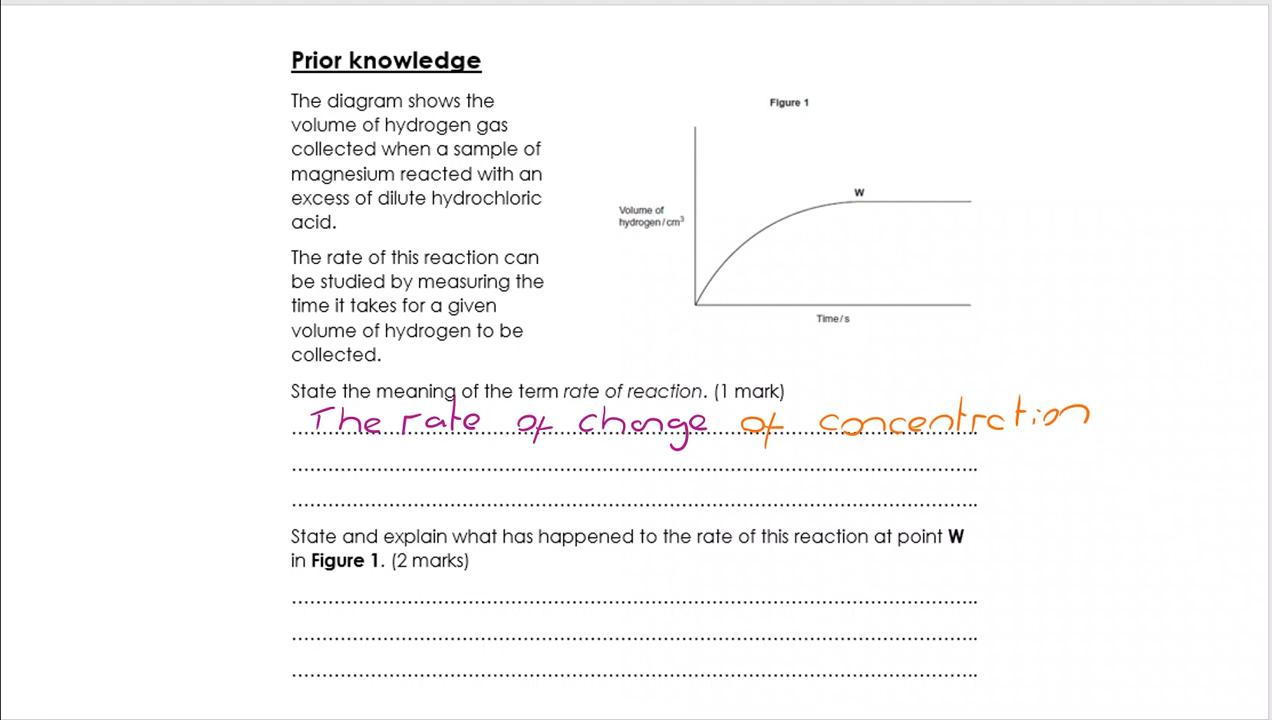 Prior knowledge
The diagram shows the
volume of hydrogen gas
collected when a sample of
magnesium reacted with an
excess of dilute hydrochloric
acid.
The rate of this reaction can
be studied by measuring the
time it takes for a given
volume of hydrogen to be
collected.
Figure 1
W
Volume of
hydrogen/cm³
Time/s
State the meaning of the term rate of reaction. (1 mark)
The rate of change of concentration
State and explain what has happened to the rate of this reaction at point W
in Figure 1. (2 marks)